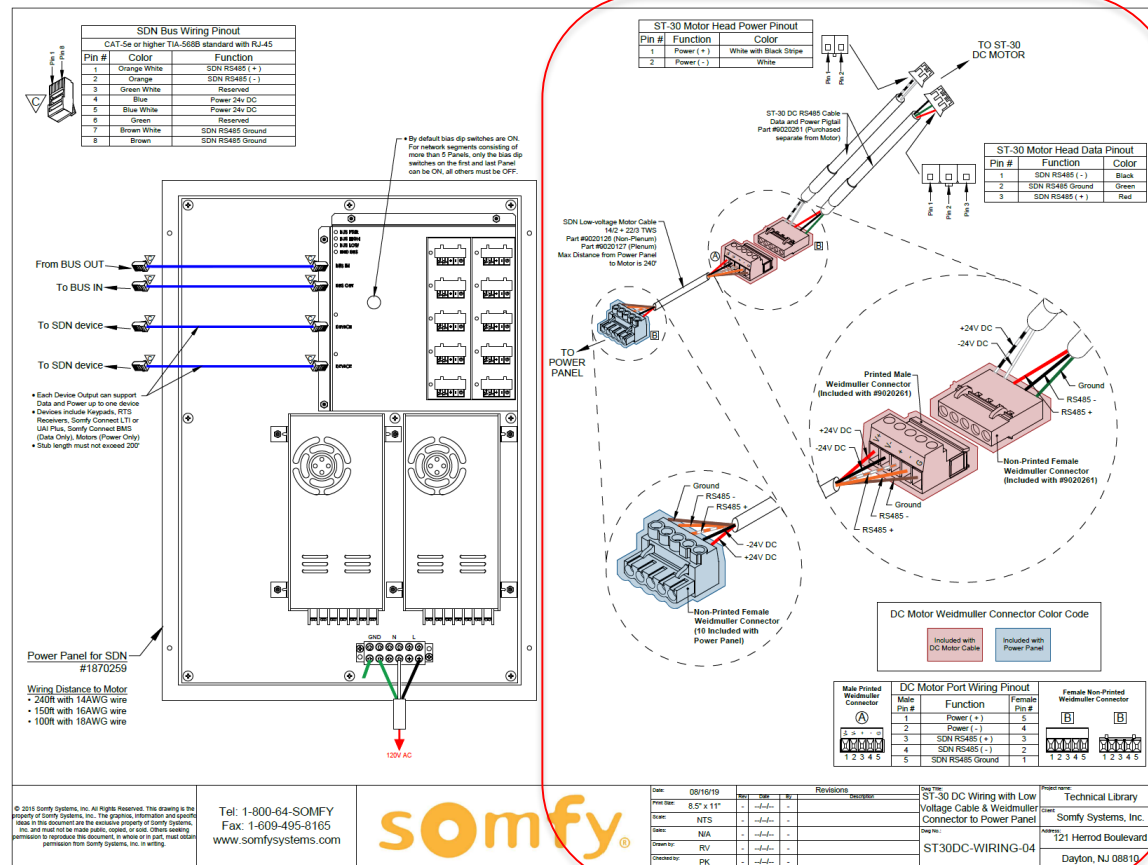 SDN Bus Wiring Pinout
CAT-5e or higher TIA-568B standard with RJ-45
Pin # Color Function
1 Orange White SDN RS485 ( + )
2 Orange SDN RS485 ( - )
3 Green White Reserved
4 Blue Power 24v DC
5 Blue White Power 24v DC
6 Green Reserved
7 Brown White SDN RS485 Ground
8 Brown SDN RS485 Ground
Pin 1
Pin 8
C
• By default bias dip switches are ON.
For network segments consisting of
more than 5 Panels, only the bias dip
switches on the first and last Panel
can be ON, all others must be OFF.
From BUS OUT
To BUS IN
To SDN device
To SDN device
BUS OUT
DEVICE
DEVICE
• Each Device Output can support
Data and Power up to one device
• Devices include Keypads, RTS
Receivers, Somfy Connect LTI or
UAI Plus, Somfy Connect BMS
(Data Only), Motors (Power Only)
• Stub length must not exceed 200'
GND N L
120V AC
Power Panel for SDN
#1870259
Wiring Distance to Motor
• 240ft with 14AWG wire
• 150ft with 16AWG wire
• 100ft with 18AWG wire
ST-30 Motor Head Power Pinout
Pin # Function Color
1 Power ( + ) White with Black Stripe
2 Power ( - ) White
Pin 1
Pin 2
TO ST-30
DC MOTOR
ST-30 DC RS485 Cable
Data and Power Pigtail
Part #9020261 (Purchased
separate from Motor)
ST-30 Motor Head Data Pinout
Pin # Function Color
1 SDN RS485 ( - ) Black
2 SDN RS485 Ground Green
3 SDN RS485 ( + ) Red
Pin 1
Pin 2
Pin 3
SDN Low-voltage Motor Cable
14/2 + 22/3 TWS
Part #9020126 (Non-Plenum)
Part #9020127 (Plenum)
Max Distance from Power Panel
to Motor is 240'
A
B
B
TO
POWER
PANEL
+24V DC
-24V DC
Ground
RS485 -
RS485 +
Printed Male
Weidmuller Connector
(Included with #9020261)
+24V DC
-24V DC
V+ V- + - G
Ground
RS485 -
RS485 +
Non-Printed Female
Weidmuller Connector
(Included with #9020261)
Ground
RS485 -
RS485 +
-24V DC
+24V DC
Non-Printed Female
Weidmuller Connector
(10 Included with
Power Panel)
DC Motor Weidmuller Connector Color Code
Included with
DC Motor Cable
Included with
Power Panel
Male Printed
Weidmuller
Connector
A
1 2 3 4 5
DC Motor Port Wiring Pinout
Male Pin # Function Female Pin #
1 Power ( + ) 5
2 Power ( - ) 4
3 SDN RS485 ( + ) 3
4 SDN RS485 ( - ) 2
5 SDN RS485 Ground 1
Female Non-Printed
Weidmuller Connector
B B
1 2 3 4 5 1 2 3 4 5
© 2015 Somfy Systems, Inc. All Rights Reserved. This drawing is the
property of Somfy Systems, Inc. The graphics, information and specific
ideas in this document are the exclusive property of Somfy Systems,
Inc. and must not be made public, copied, or sold. Others seeking
permission to reproduce this document, in whole or in part, must obtain
permission from Somfy Systems, Inc. in writing.
Tel: 1-800-64-SOMFY
Fax: 1-609-495-8165
www.somfysystems.com
somfy®
Date: 08/16/19
Print Size: 8.5" x 11"
Scale: NTS
Sales: N/A
Drawn by: RV
Checked by: PK
Revisions
Rev Date By Description
- --/--/-- -
- --/--/-- -
- --/--/-- -
- --/--/-- -
- --/--/-- -
Dwg Title:
ST-30 DC Wiring with Low
Voltage Cable & Weidmuller
Connector to Power Panel
Dwg No.:
ST30DC-WIRING-04
Project name:
Technical Library
Client
Somfy Systems, Inc.
Address:
121 Herrod Boulevard
Dayton, NJ 08810